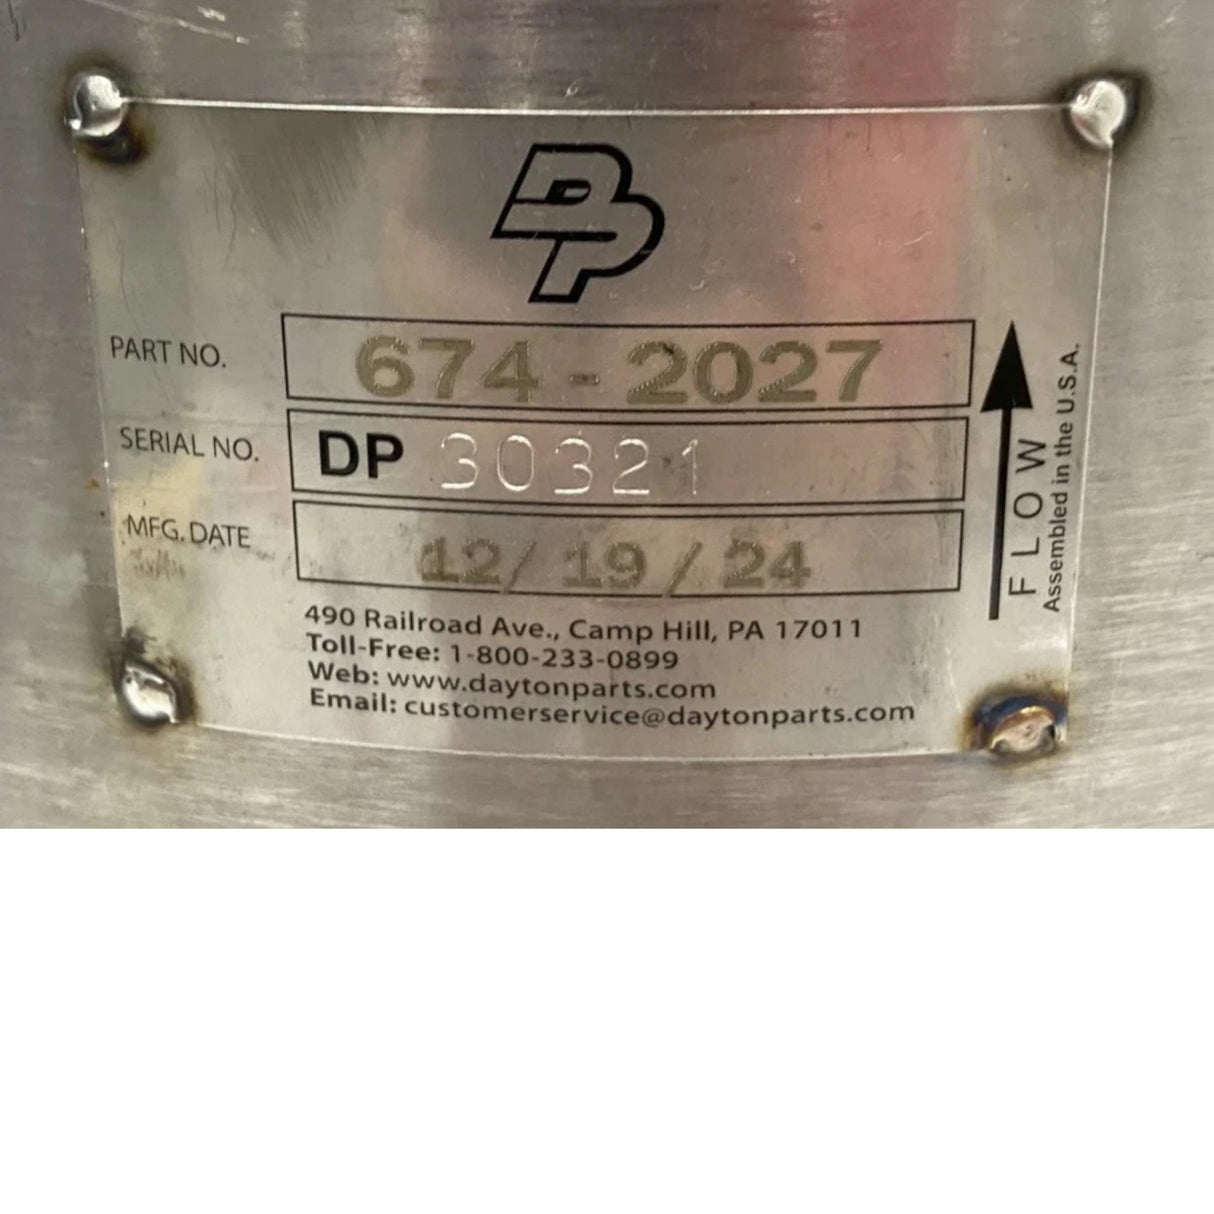 DP
PART NO. 674-2027
SERIAL NO. DP 30321
MFG. DATE 12/19/24
490 Railroad Ave., Camp Hill, PA 17011
Toll-Free: 1-800-233-0899
Web: www.daytonparts.com
Email: customerservice@daytonparts.com
FLOW
Assembled in the U.S.A.